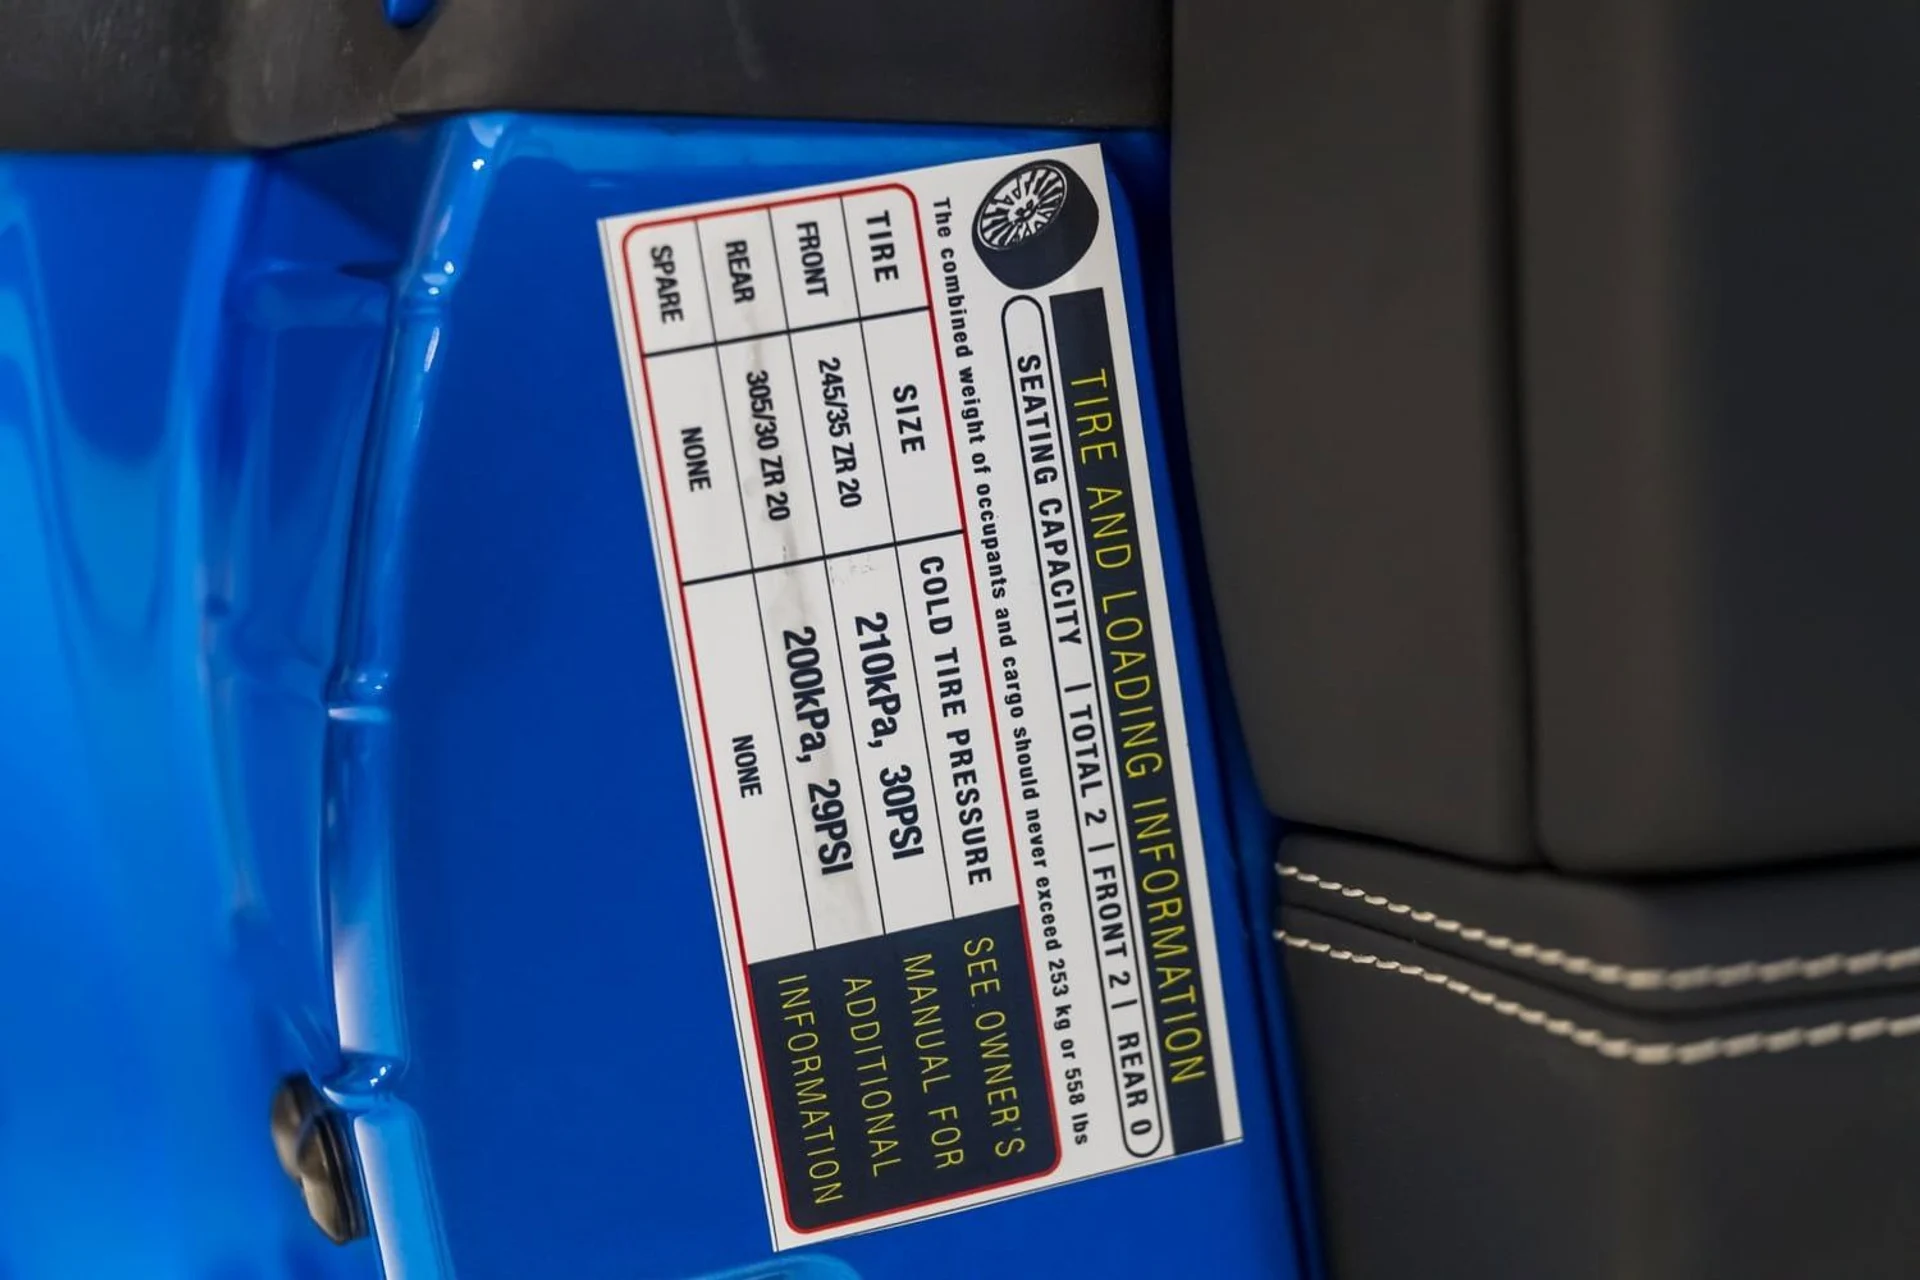 TIRE AND LOADING INFORMATION
SEATING CAPACITY | TOTAL 2 | FRONT 2 | REAR 0
The combined weight of occupants and cargo should never exceed 253 kg or 558 lbs
TIRE SIZE COLD TIRE PRESSURE
FRONT 245/35 ZR 20 210kPa, 30PSI
REAR 305/30 ZR 20 200kPa, 29PSI
SPARE NONE NONE
SEE OWNER'S
MANUAL FOR
ADDITIONAL
INFORMATION